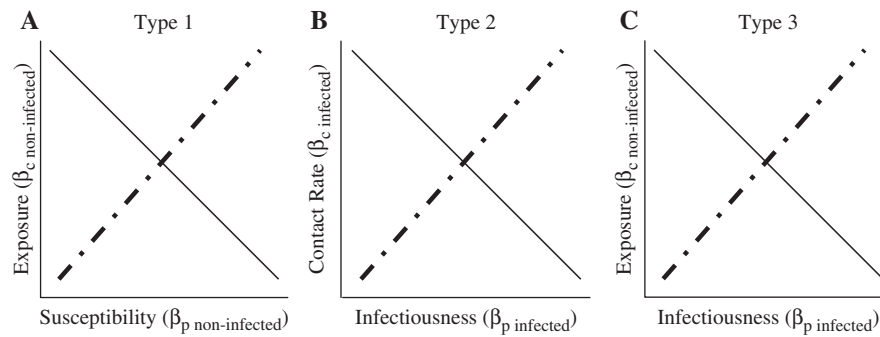 A Type 1
Exposure (βc non-infected)
Susceptibility (βp non-infected)
B Type 2
Contact Rate (βc infected)
Infectiousness (βp infected)
C Type 3
Exposure (βc non-infected)
Infectiousness (βp infected)